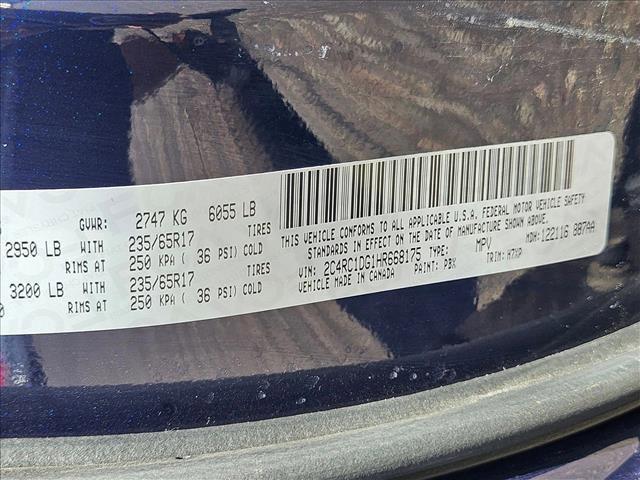 GVWR: 2747 KG 6055 LB
2950 LB WITH 235/65R17 TIRES
RIMS AT 250 KPA ( 36 PSI) COLD
3200 LB WITH 235/65R17 TIRES
RIMS AT 250 KPA ( 36 PSI) COLD
THIS VEHICLE CONFORMS TO ALL APPLICABLE U.S.A. FEDERAL MOTOR VEHICLE SAFETY
STANDARDS IN EFFECT ON THE DATE OF MANUFACTURE SHOWN ABOVE.
MDH: 122116 887AA
VIN: 2C4RC1DG1HR668175 TYPE: MPV
VEHICLE MADE IN CANADA PAINT: PBX TRIM: H7XP